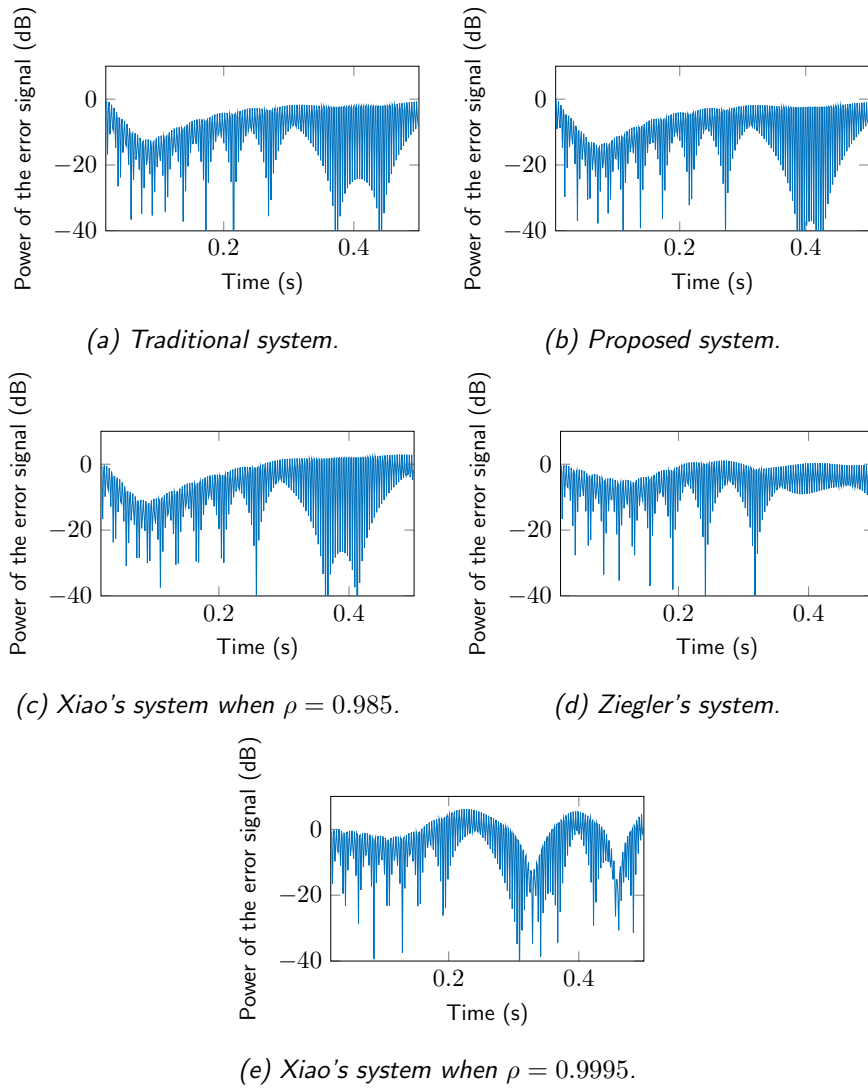 Power of the error signal (dB)
0
−20
−40
0.2
0.4
Time (s)
(a) Traditional system.
Power of the error signal (dB)
0
−20
−40
0.2
0.4
Time (s)
(b) Proposed system.
Power of the error signal (dB)
0
−20
−40
0.2
0.4
Time (s)
(c) Xiao's system when ρ = 0.985.
Power of the error signal (dB)
0
−20
−40
0.2
0.4
Time (s)
(d) Ziegler's system.
Power of the error signal (dB)
0
−20
−40
0.2
0.4
Time (s)
(e) Xiao's system when ρ = 0.9995.